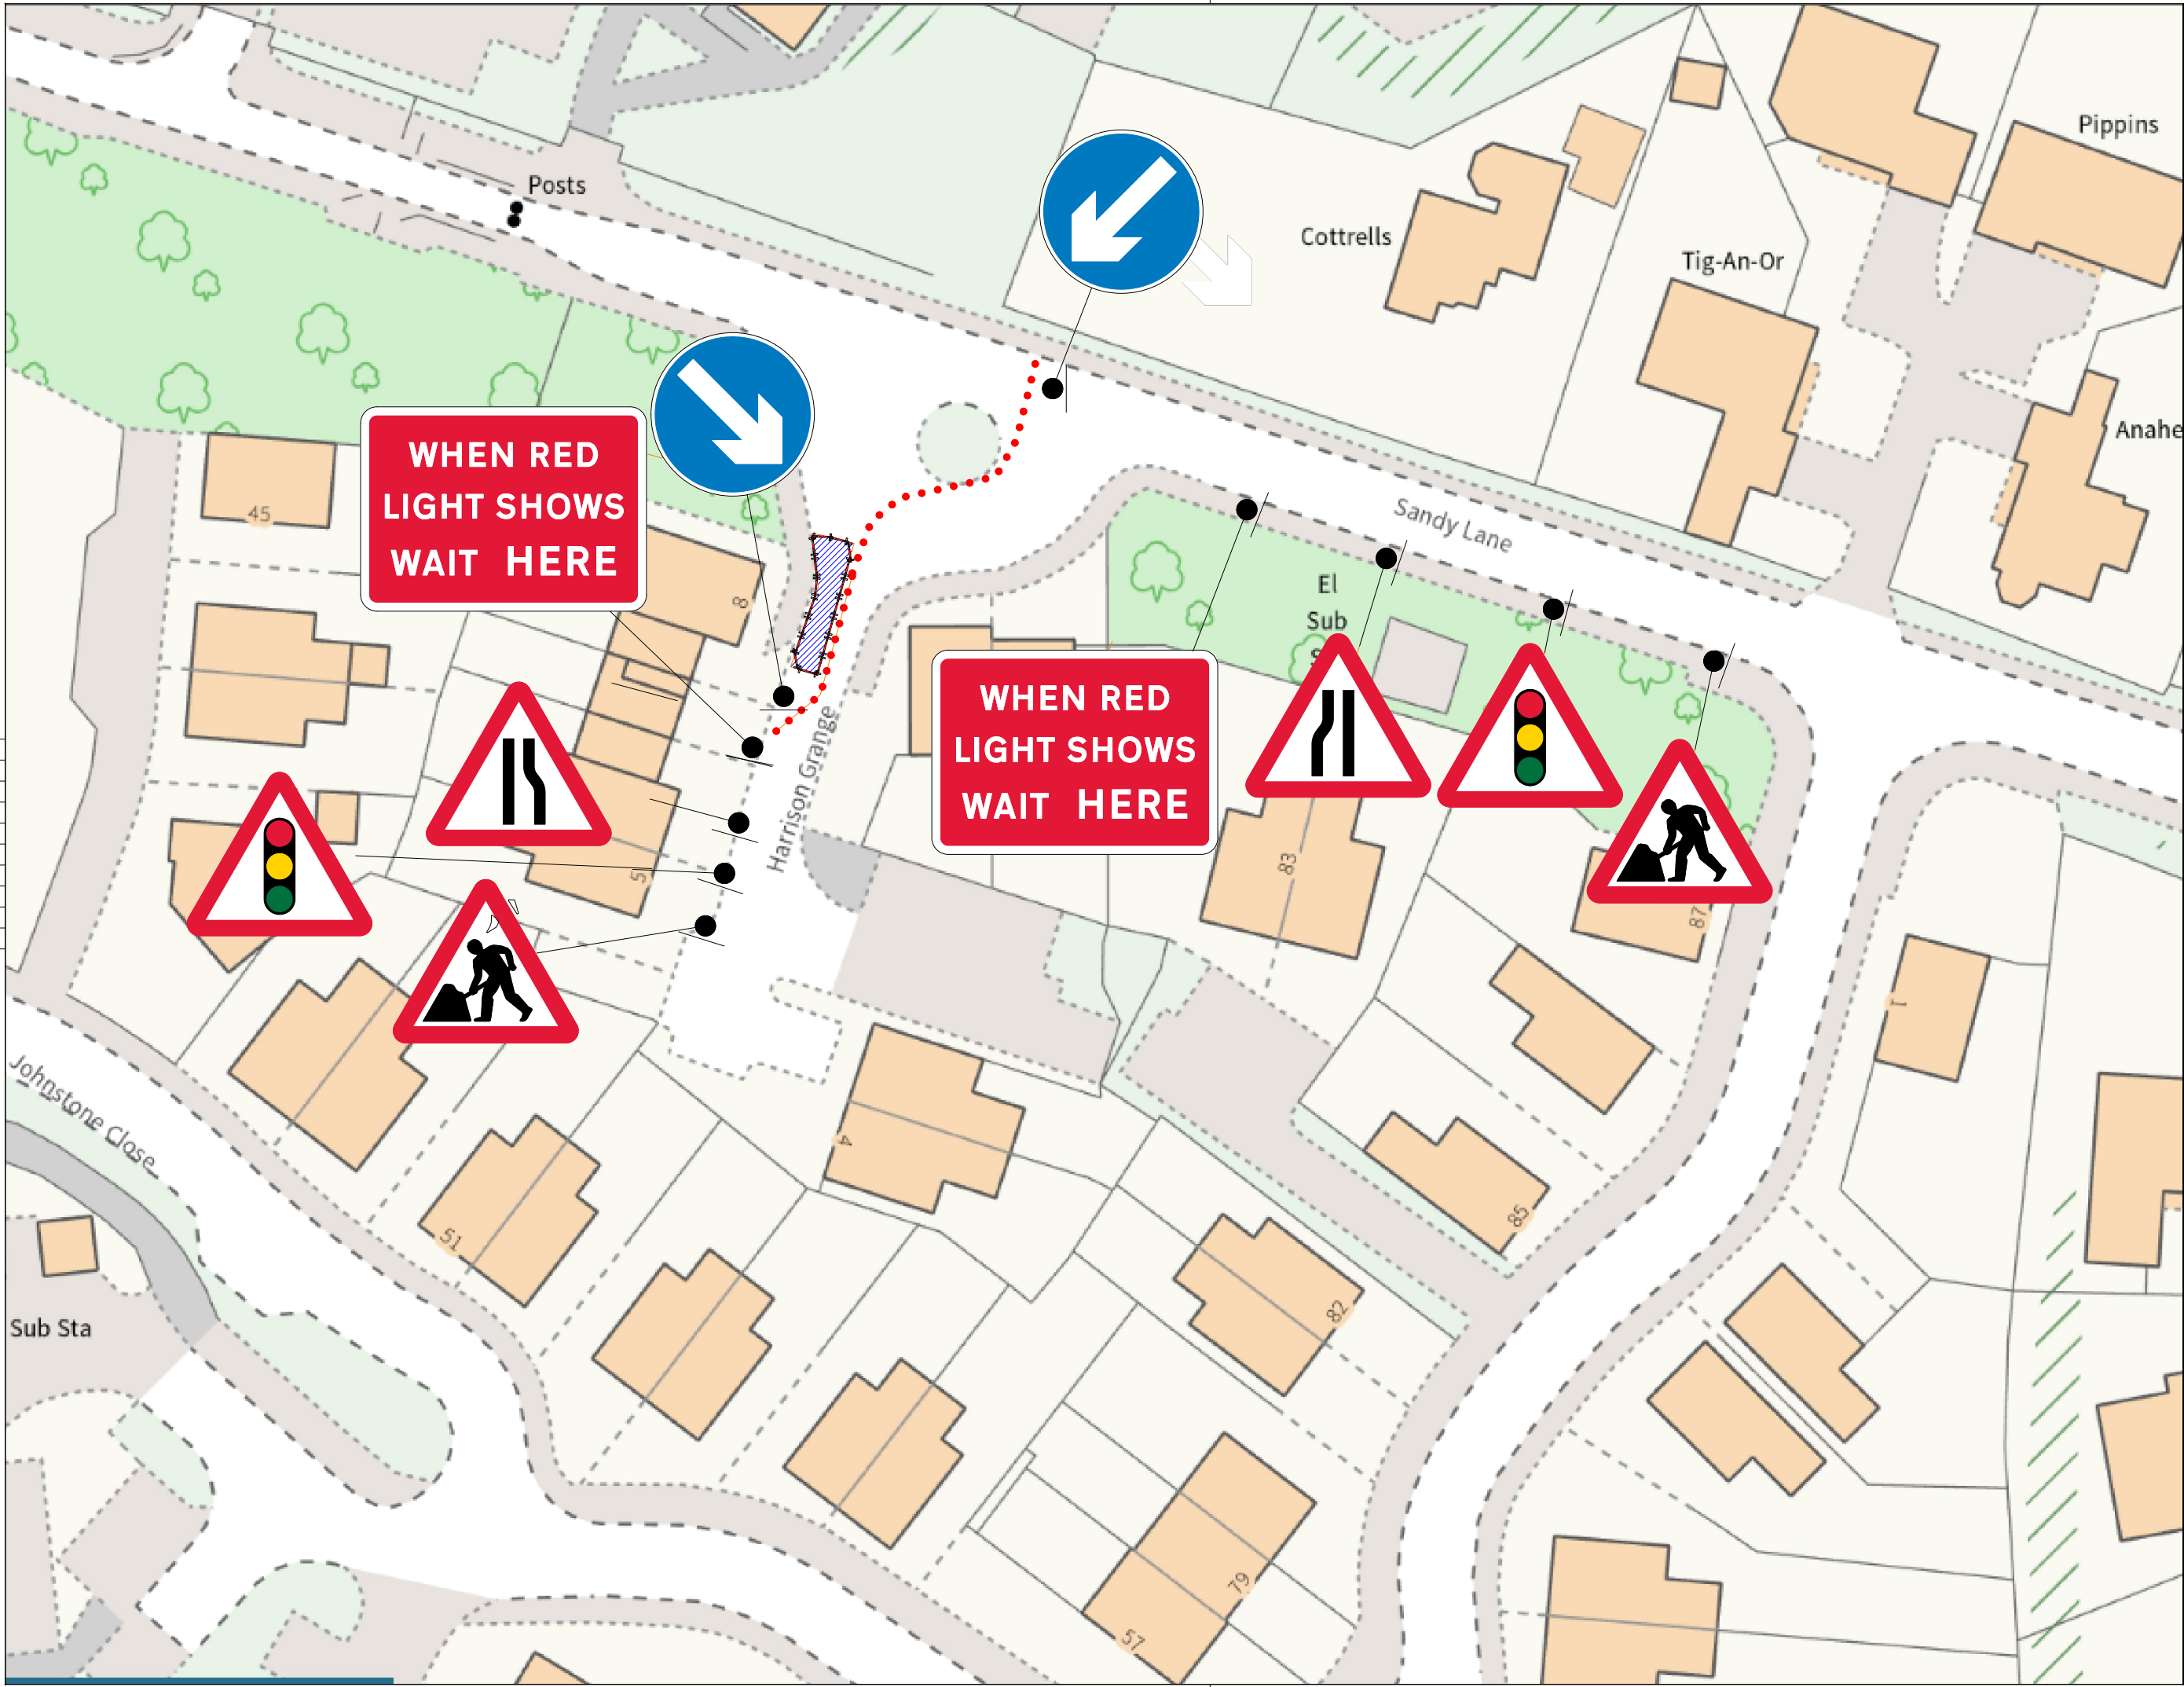 Pippins
Posts
Cottrells
Tig-An-Or
Anahe
WHEN RED
LIGHT SHOWS
WAIT HERE
45
Sandy Lane
El
Sub
S
8
WHEN RED
LIGHT SHOWS
WAIT HERE
Harrison Grange
5
83
87
1
Johnstone Close
4
85
51
82
Sub Sta
79
57